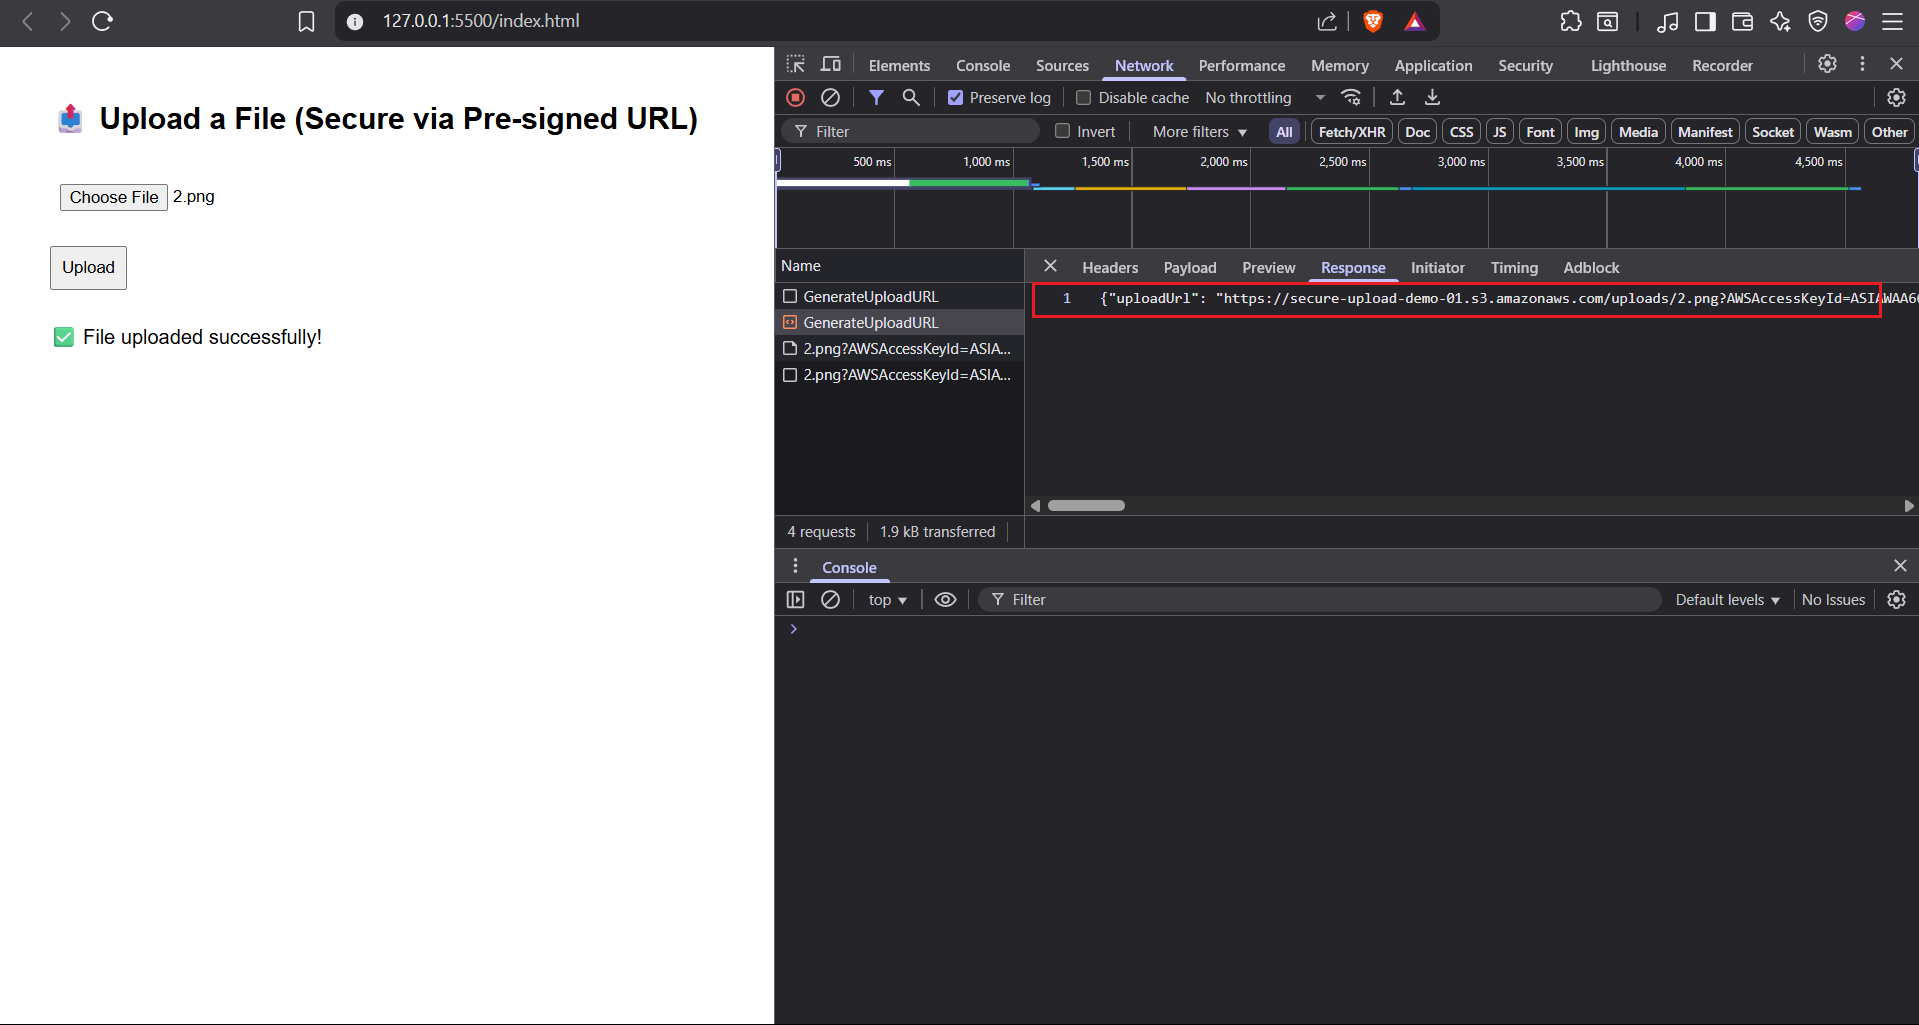 127.0.0.1:5500/index.html
Upload a File (Secure via Pre-signed URL)
Choose File 2.png
Upload
File uploaded successfully!
Elements Console Sources Network Performance Memory Application Security Lighthouse Recorder
Preserve log Disable cache No throttling
Filter Invert More filters All Fetch/XHR Doc CSS JS Font Img Media Manifest Socket Wasm Other
500 ms 1,000 ms 1,500 ms 2,000 ms 2,500 ms 3,000 ms 3,500 ms 4,000 ms 4,500 ms
Name
GenerateUploadURL
GenerateUploadURL
2.png?AWSAccessKeyId=ASIA...
2.png?AWSAccessKeyId=ASIA...
Headers Payload Preview Response Initiator Timing Adblock
1 {"uploadUrl": "https://secure-upload-demo-01.s3.amazonaws.com/uploads/2.png?AWSAccessKeyId=ASIAWAA6
4 requests 1.9 kB transferred
Console
top Filter Default levels No Issues